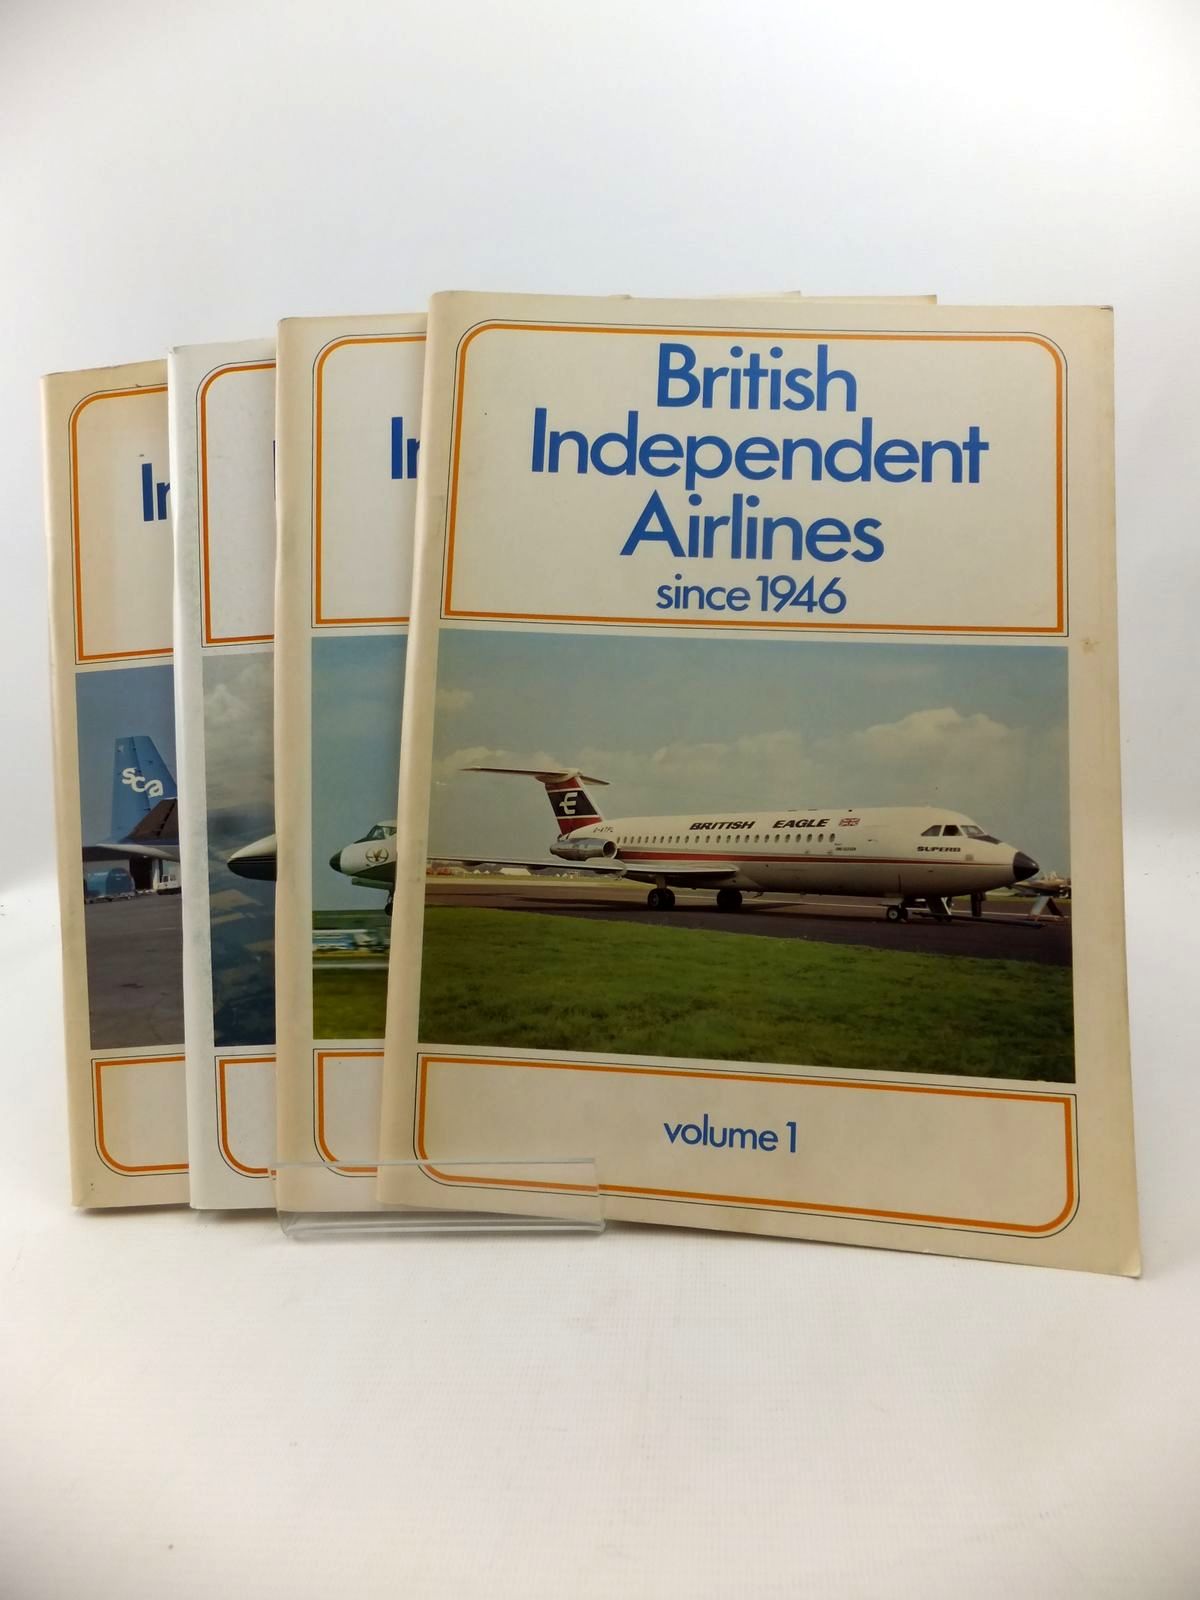 British
Independent
Airlines
since 1946
BRITISH EAGLE
SUPERB
E
sca
In
In
volume 1